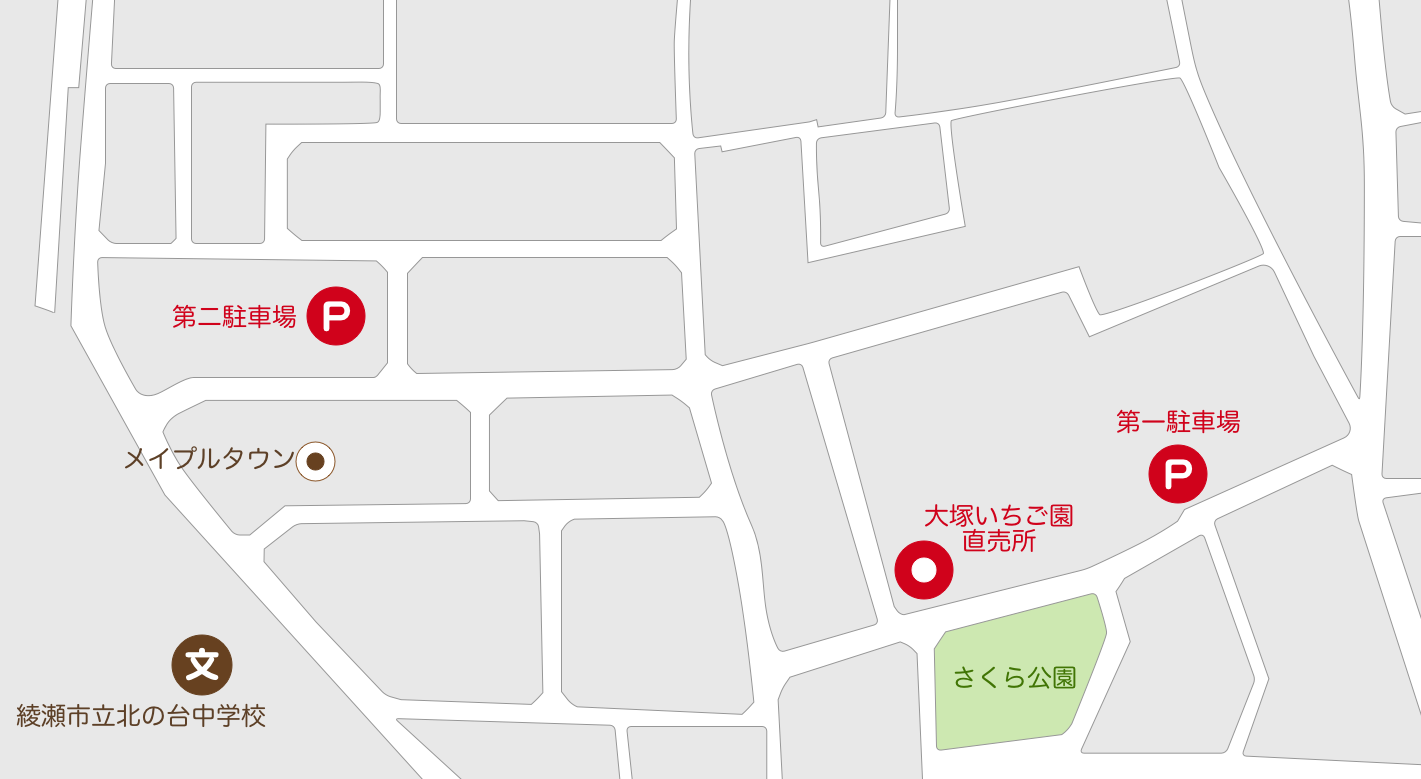 第二駐車場
P
第一駐車場
P
メイプルタウン
大塚いちご園
直売所
文
綾瀬市立北の台中学校
さくら公園